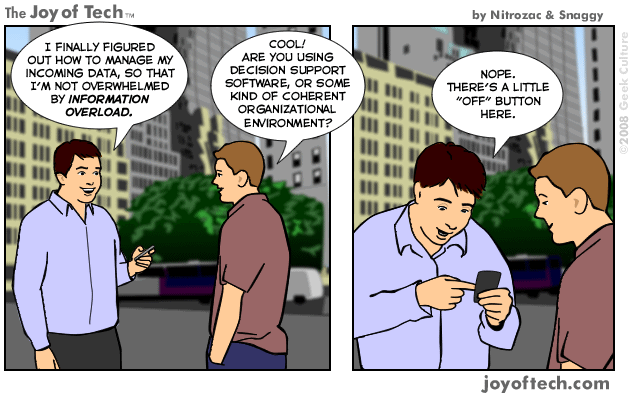 The Joy of Tech™
by Nitrozac & Snaggy
I FINALLY FIGURED
OUT HOW TO MANAGE MY
INCOMING DATA, SO THAT
I'M NOT OVERWHELMED
BY INFORMATION
OVERLOAD.
COOL!
ARE YOU USING
DECISION SUPPORT
SOFTWARE, OR SOME
KIND OF COHERENT
ORGANIZATIONAL
ENVIRONMENT?
NOPE.
THERE'S A LITTLE
"OFF" BUTTON
HERE.
©2008 Geek Culture
joyoftech.com